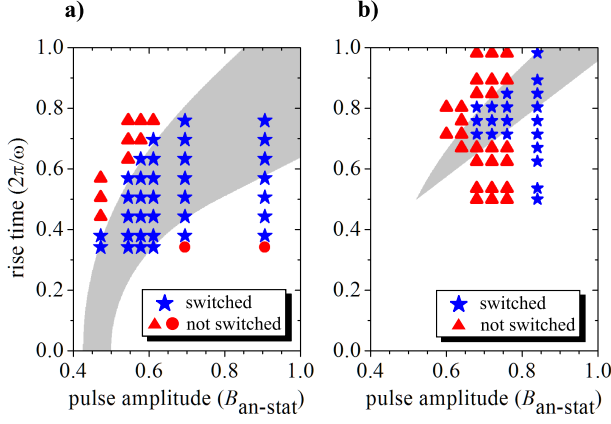 a)
b)
rise time (2π/ω)
1.0
0.8
0.6
0.4
0.2
0.0
switched
not switched
0.4 0.6 0.8 1.0
pulse amplitude (B an-stat)
1.0
0.8
0.6
0.4
0.2
0.0
switched
not switched
0.4 0.6 0.8 1.0
pulse amplitude (B an-stat)